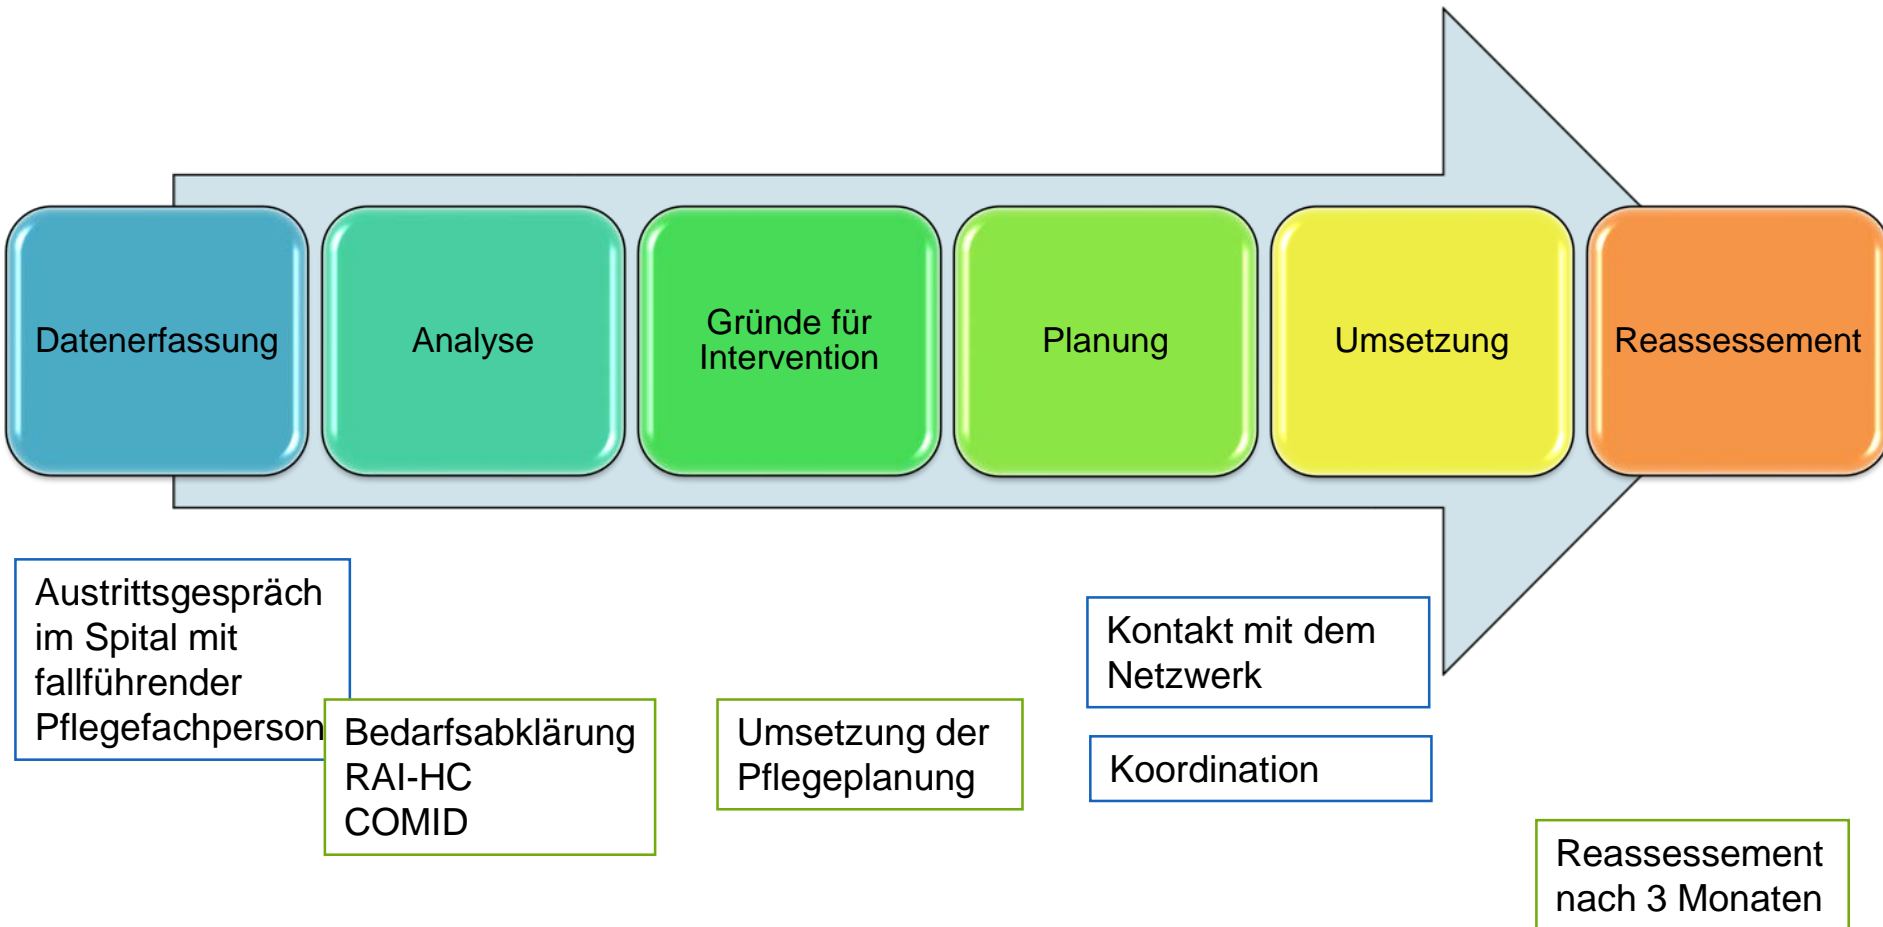 Datenerfassung
Analyse
Gründe für
Intervention
Planung
Umsetzung
Reassessement
Austrittsgespräch
im Spital mit
fallführender
Pflegefachperson
Bedarfsabklärung
RAI-HC
COMID
Umsetzung der
Pflegeplanung
Kontakt mit dem
Netzwerk
Koordination
Reassessement
nach 3 Monaten